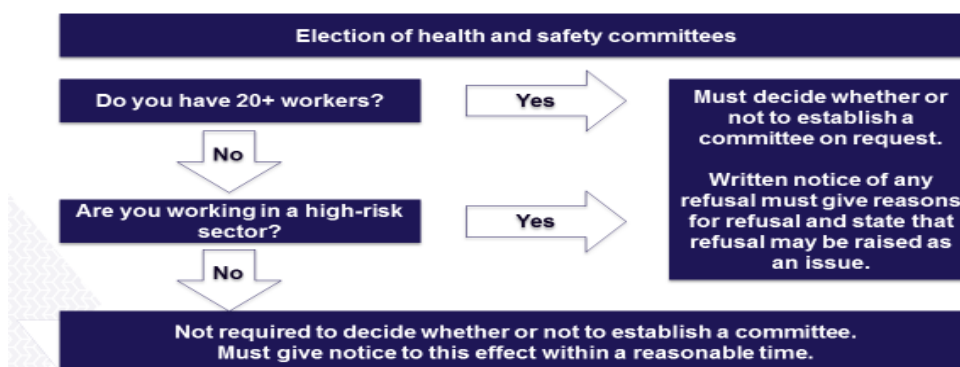 Election of health and safety committees
Do you have 20+ workers?
Yes
Must decide whether or
not to establish a
committee on request.
Written notice of any
refusal must give reasons
for refusal and state that
refusal may be raised as
an issue.
No
Are you working in a high-risk
sector?
Yes
No
Not required to decide whether or not to establish a committee.
Must give notice to this effect within a reasonable time.